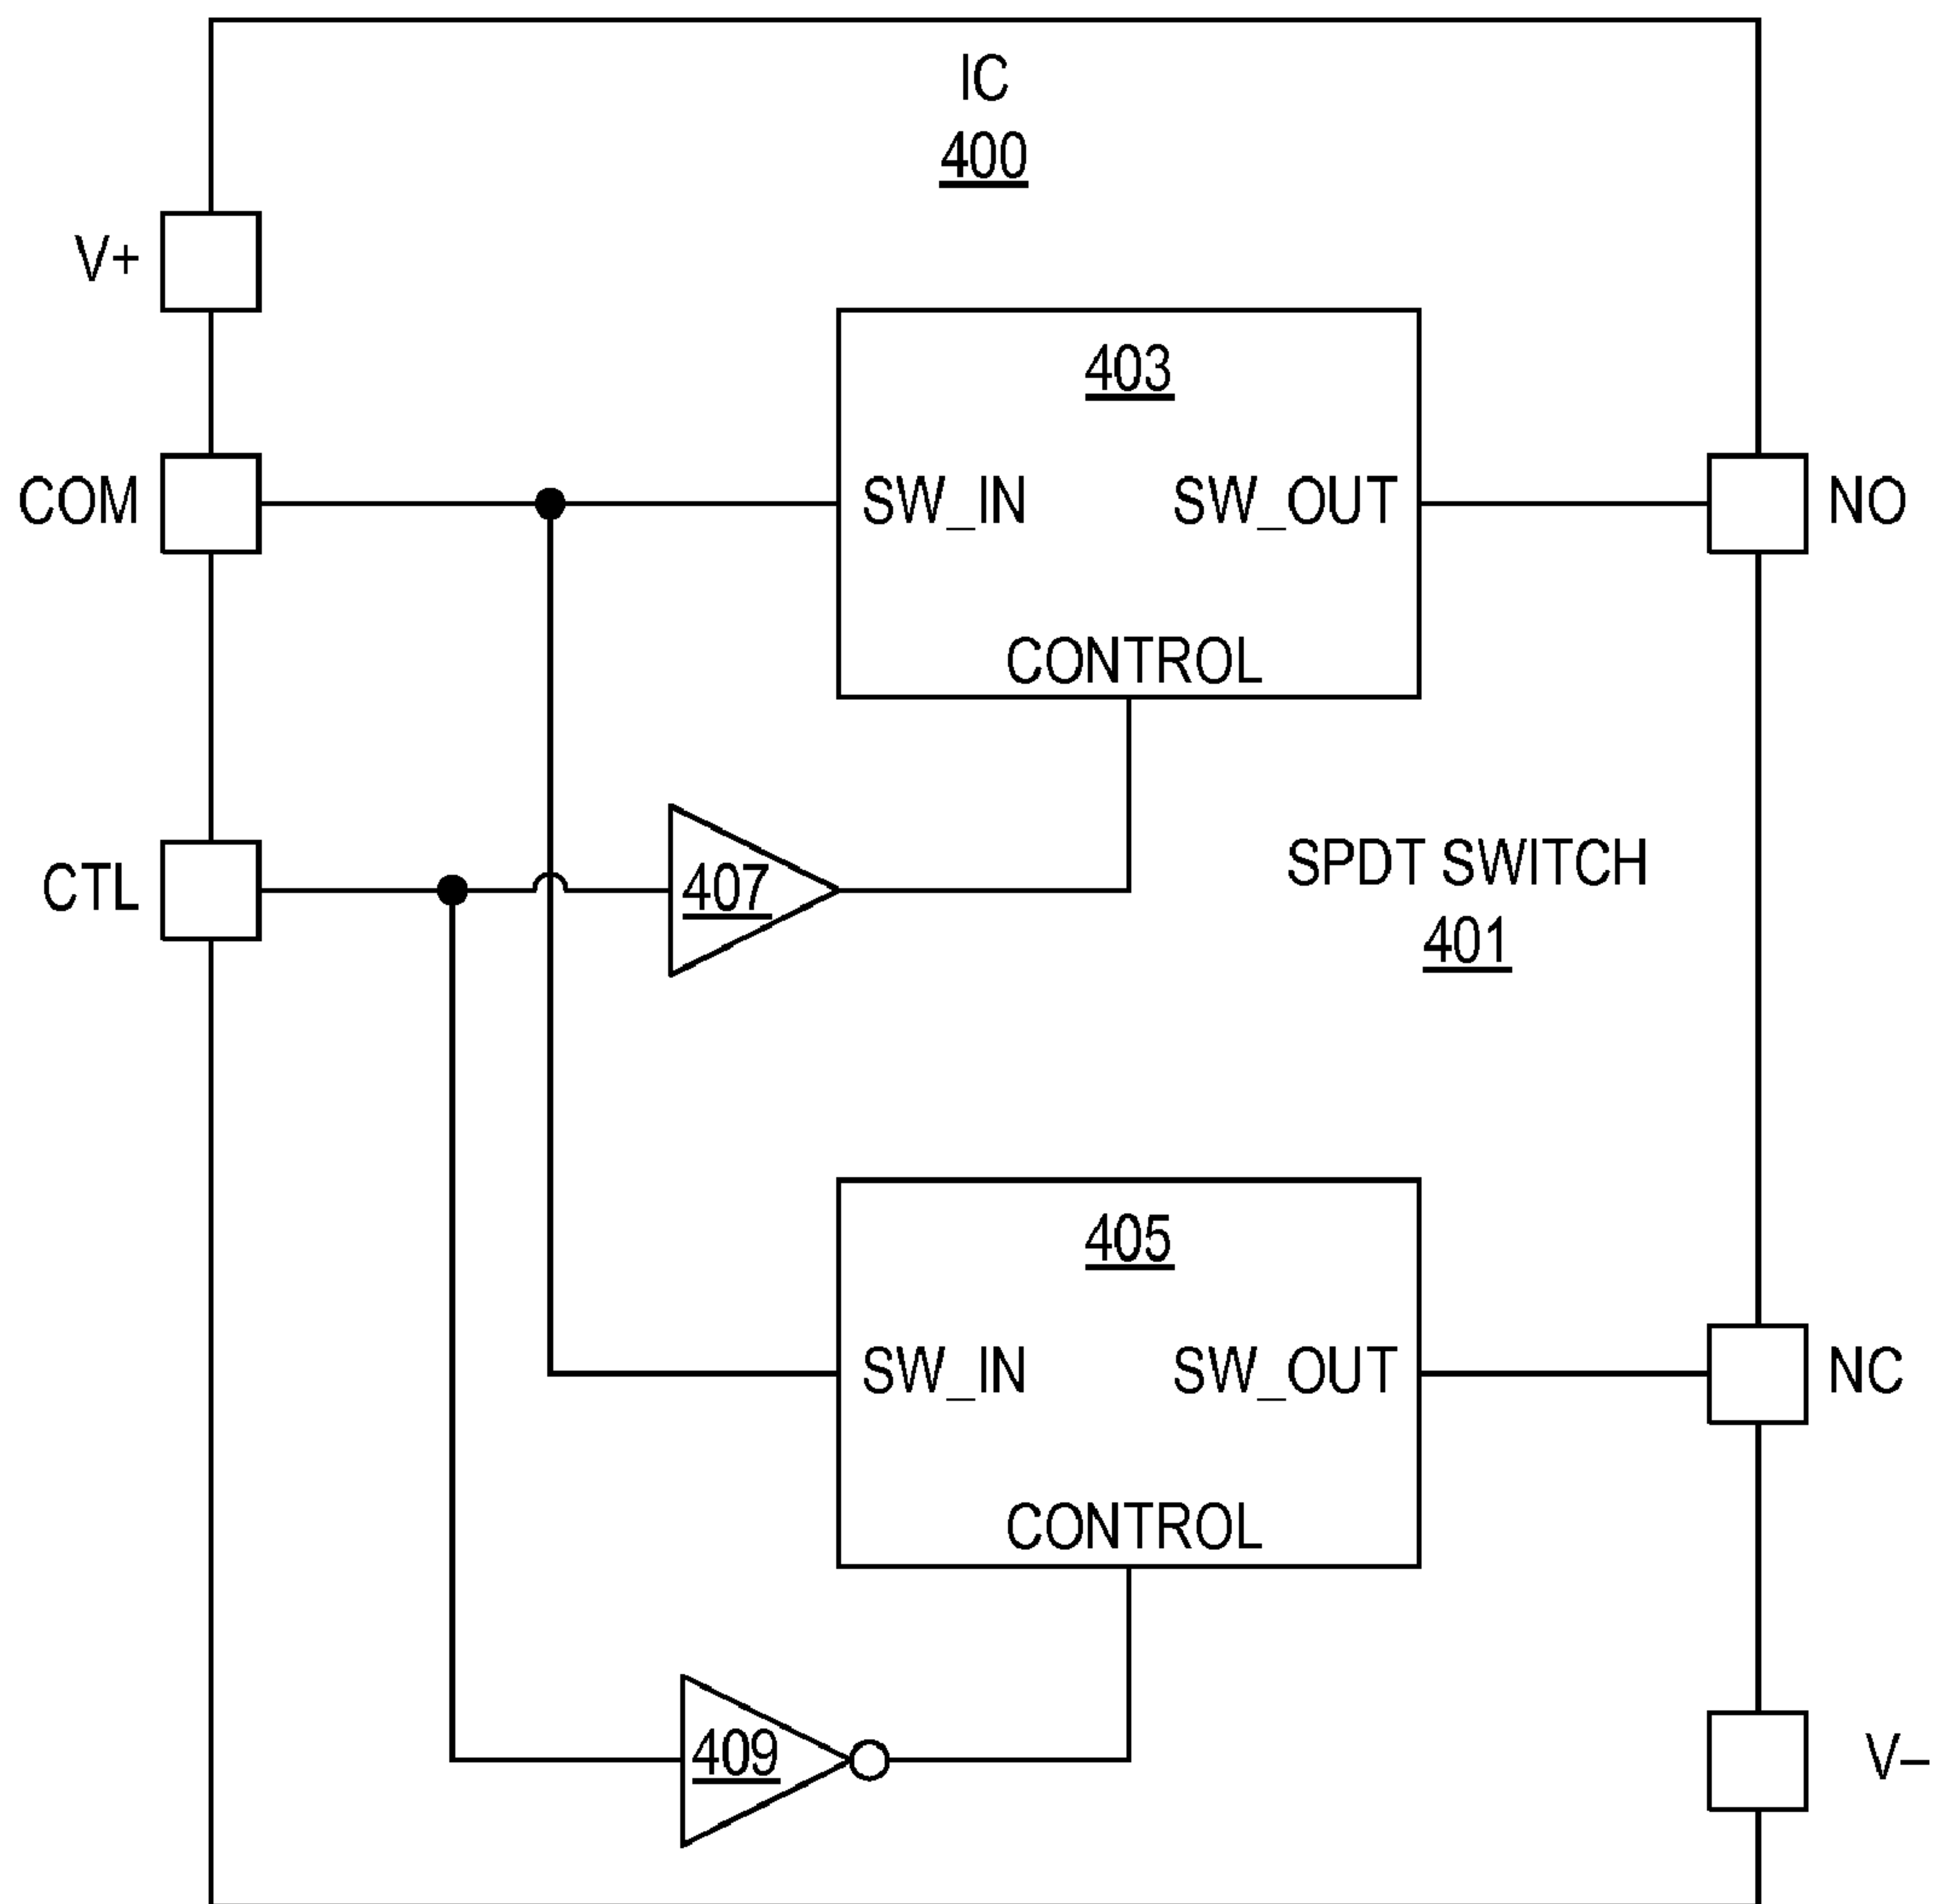 IC
400
V+
403
COM
SW_IN
SW_OUT
NO
CONTROL
CTL
407
SPDT SWITCH
401
405
SW_IN
SW_OUT
NC
CONTROL
409
V–